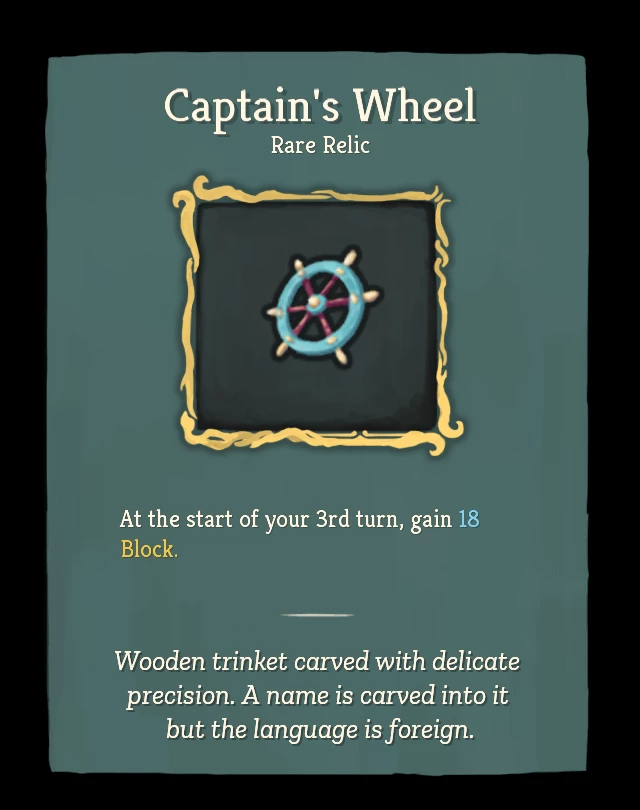 Captain's Wheel
Rare Relic
At the start of your 3rd turn, gain 18
Block.
Wooden trinket carved with delicate
precision. A name is carved into it
but the language is foreign.